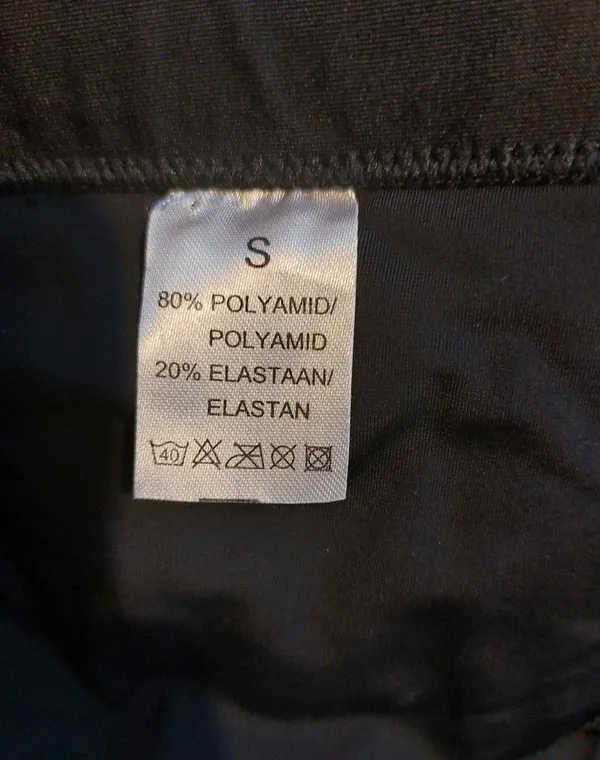 S
80% POLYAMID/
POLYAMID
20% ELASTAAN/
ELASTAN
40